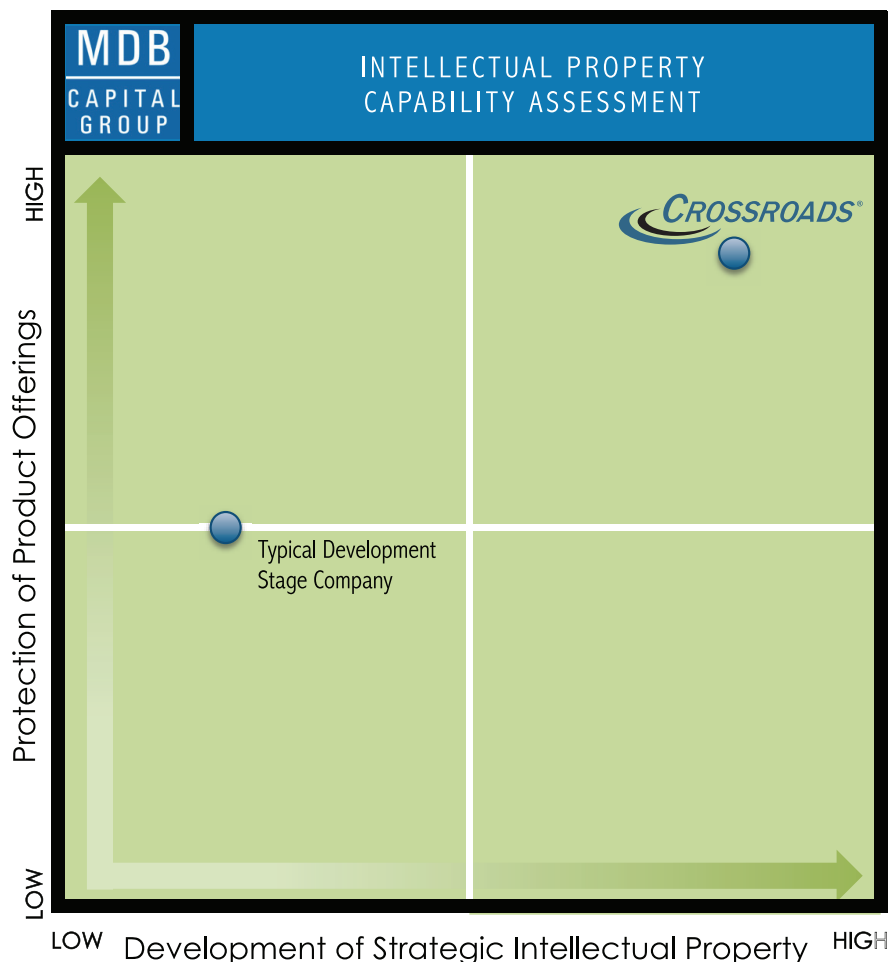 MDB
CAPITAL
GROUP
INTELLECTUAL PROPERTY
CAPABILITY ASSESSMENT
HIGH
Protection of Product Offerings
LOW
CROSSROADS®
Typical Development
Stage Company
LOW
Development of Strategic Intellectual Property
HIGH